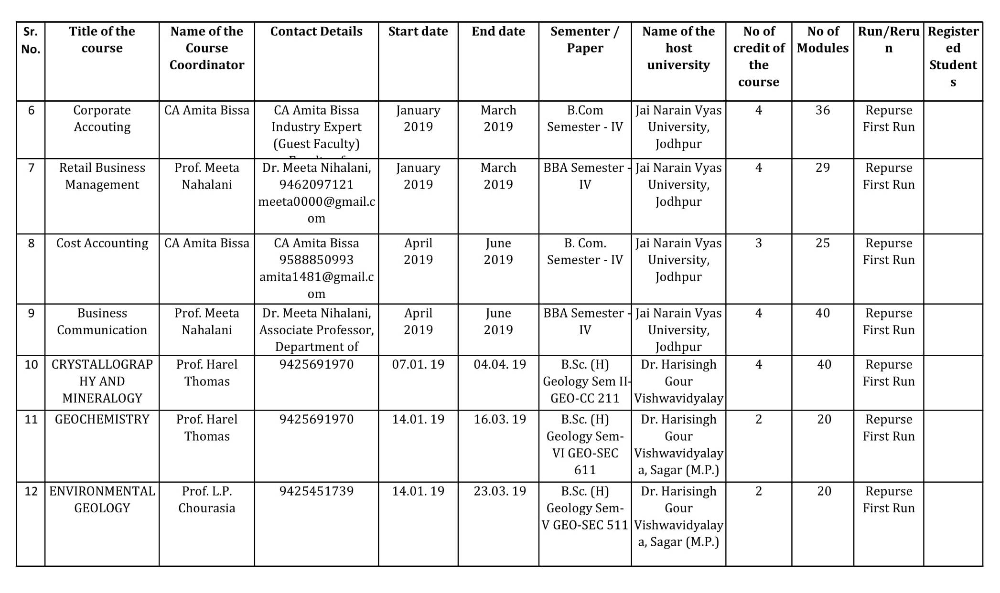 Sr. No. | Title of the course | Name of the Course Coordinator | Contact Details | Start date | End date | Sementer / Paper | Name of the host university | No of credit of the course | No of Modules | Run/Rerun | Registered Students
6 | Corporate Accouting | CA Amita Bissa | CA Amita Bissa Industry Expert (Guest Faculty) | January 2019 | March 2019 | B.Com Semester - IV | Jai Narain Vyas University, Jodhpur | 4 | 36 | Repurse First Run
7 | Retail Business Management | Prof. Meeta Nahalani | Dr. Meeta Nihalani, 9462097121 meeta0000@gmail.com | January 2019 | March 2019 | BBA Semester - IV | Jai Narain Vyas University, Jodhpur | 4 | 29 | Repurse First Run
8 | Cost Accounting | CA Amita Bissa | CA Amita Bissa 9588850993 amita1481@gmail.com | April 2019 | June 2019 | B. Com. Semester - IV | Jai Narain Vyas University, Jodhpur | 3 | 25 | Repurse First Run
9 | Business Communication | Prof. Meeta Nahalani | Dr. Meeta Nihalani, Associate Professor, Department of | April 2019 | June 2019 | BBA Semester - IV | Jai Narain Vyas University, Jodhpur | 4 | 40 | Repurse First Run
10 | CRYSTALLOGRAPHY AND MINERALOGY | Prof. Harel Thomas | 9425691970 | 07.01. 19 | 04.04. 19 | B.Sc. (H) Geology Sem II- GEO-CC 211 | Dr. Harisingh Gour Vishwavidyalay | 4 | 40 | Repurse First Run
11 | GEOCHEMISTRY | Prof. Harel Thomas | 9425691970 | 14.01. 19 | 16.03. 19 | B.Sc. (H) Geology Sem- VI GEO-SEC 611 | Dr. Harisingh Gour Vishwavidyalaya, Sagar (M.P.) | 2 | 20 | Repurse First Run
12 | ENVIRONMENTAL GEOLOGY | Prof. L.P. Chourasia | 9425451739 | 14.01. 19 | 23.03. 19 | B.Sc. (H) Geology Sem- V GEO-SEC 511 | Dr. Harisingh Gour Vishwavidyalaya, Sagar (M.P.) | 2 | 20 | Repurse First Run